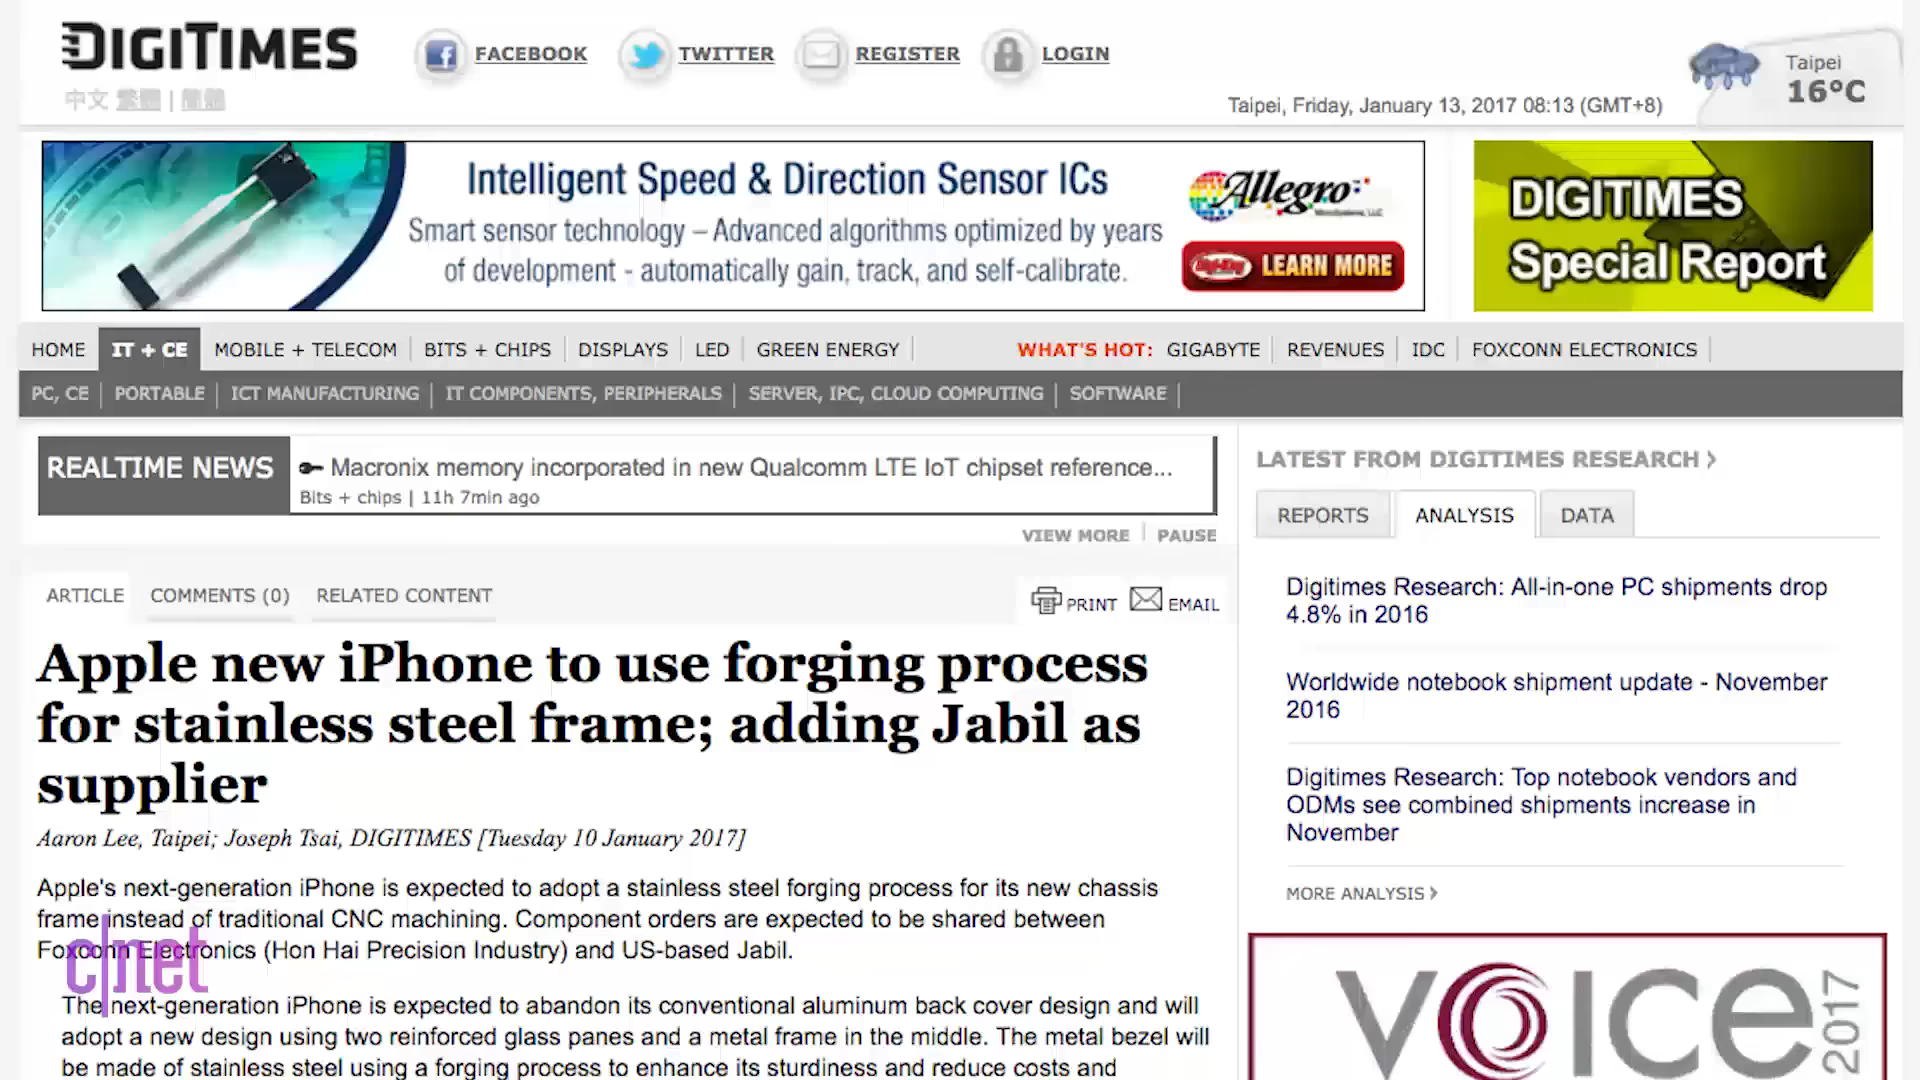 DIGITIMES
FACEBOOK
TWITTER
REGISTER
LOGIN
中文 繁體 | 簡體
Taipei, Friday, January 13, 2017 08:13 (GMT+8)
Taipei
16°C
Intelligent Speed & Direction Sensor ICs
Smart sensor technology – Advanced algorithms optimized by years
of development - automatically gain, track, and self-calibrate.
Allegro
Digi-Key LEARN MORE
DIGITIMES
Special Report
HOME IT + CE MOBILE + TELECOM BITS + CHIPS DISPLAYS LED GREEN ENERGY WHAT'S HOT: GIGABYTE REVENUES IDC FOXCONN ELECTRONICS
PC, CE PORTABLE ICT MANUFACTURING IT COMPONENTS, PERIPHERALS SERVER, IPC, CLOUD COMPUTING SOFTWARE
REALTIME NEWS
Macronix memory incorporated in new Qualcomm LTE IoT chipset reference...
Bits + chips | 11h 7min ago
VIEW MORE PAUSE
ARTICLE COMMENTS (0) RELATED CONTENT
PRINT EMAIL
Apple new iPhone to use forging process
for stainless steel frame; adding Jabil as
supplier
Aaron Lee, Taipei; Joseph Tsai, DIGITIMES [Tuesday 10 January 2017]
Apple's next-generation iPhone is expected to adopt a stainless steel forging process for its new chassis
frame instead of traditional CNC machining. Component orders are expected to be shared between
Foxconn Electronics (Hon Hai Precision Industry) and US-based Jabil.
The next-generation iPhone is expected to abandon its conventional aluminum back cover design and will
adopt a new design using two reinforced glass panes and a metal frame in the middle. The metal bezel will
be made of stainless steel using a forging process to enhance its sturdiness and reduce costs and
c|net
LATEST FROM DIGITIMES RESEARCH
REPORTS ANALYSIS DATA
Digitimes Research: All-in-one PC shipments drop
4.8% in 2016
Worldwide notebook shipment update - November
2016
Digitimes Research: Top notebook vendors and
ODMs see combined shipments increase in
November
MORE ANALYSIS
VOICE 2017